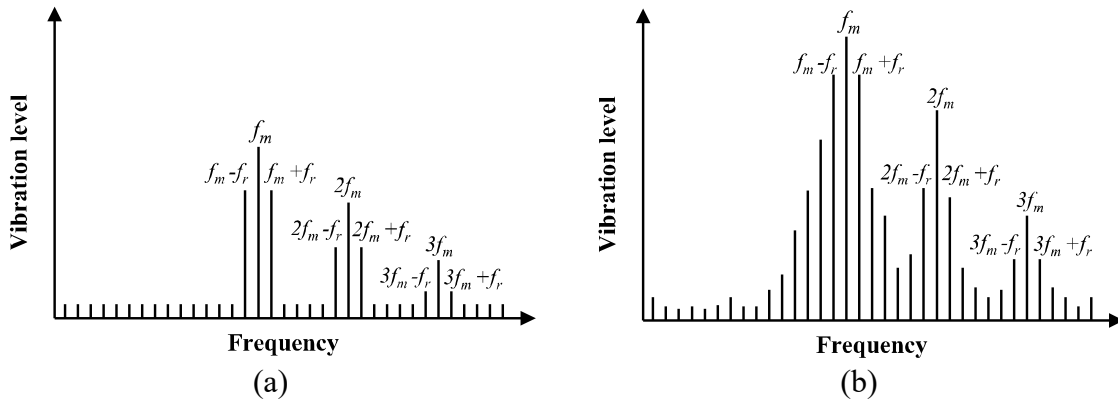 Vibration level
f_m
f_m -f_r
f_m +f_r
2f_m
2f_m -f_r
2f_m +f_r
3f_m
3f_m -f_r
3f_m +f_r
Frequency
(a)
Vibration level
f_m
f_m -f_r
f_m +f_r
2f_m
2f_m -f_r
2f_m +f_r
3f_m
3f_m -f_r
3f_m +f_r
Frequency
(b)